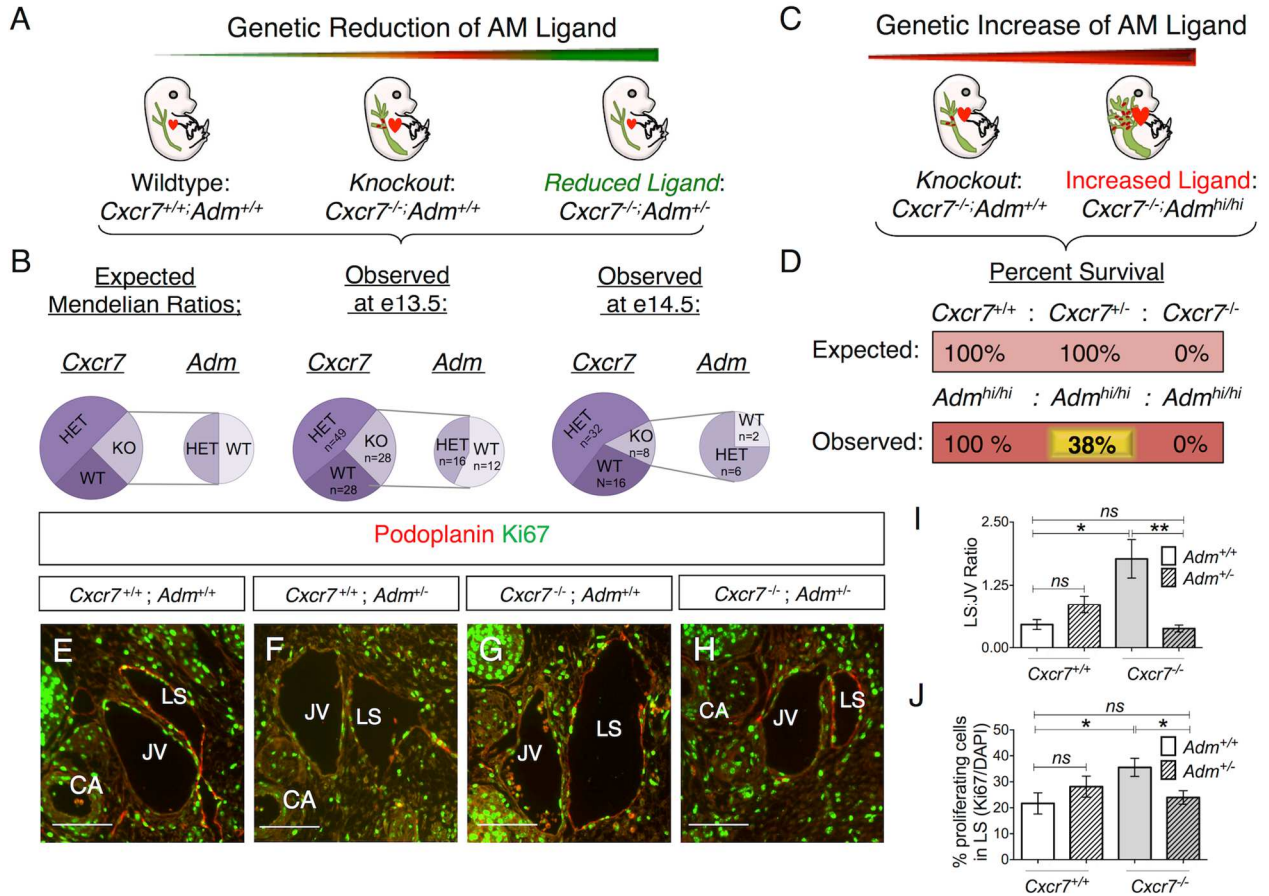 A
Genetic Reduction of AM Ligand
Wildtype:
Cxcr7+/+;Adm+/+
Knockout:
Cxcr7-/-;Adm+/+
Reduced Ligand:
Cxcr7-/-;Adm+/-
C
Genetic Increase of AM Ligand
Knockout:
Cxcr7-/-;Adm+/+
Increased Ligand:
Cxcr7-/-;Admhi/hi
B
Expected
Mendelian Ratios;
Observed
at e13.5:
Observed
at e14.5:
Cxcr7
Adm
Cxcr7
Adm
Cxcr7
Adm
HET
KO
WT
HET
WT
HET
n=49
KO
n=28
WT
n=28
HET
n=16
WT
n=12
HET
n=32
KO
n=8
WT
N=16
WT
n=2
HET
n=6
D
Percent Survival
Cxcr7+/+ : Cxcr7+/- : Cxcr7-/-
Expected: 100% 100% 0%
Admhi/hi : Admhi/hi : Admhi/hi
Observed: 100 % 38% 0%
Podoplanin Ki67
Cxcr7+/+ ; Adm+/+
Cxcr7+/+ ; Adm+/-
Cxcr7-/- ; Adm+/+
Cxcr7-/- ; Adm+/-
E
LS
JV
CA
F
JV
LS
CA
G
JV
LS
H
CA
JV
LS
I
ns
* **
ns
Adm+/+
Adm+/-
LS:JV Ratio
2.50
1.25
0.00
Cxcr7+/+
Cxcr7-/-
J
ns
* *
ns
Adm+/+
Adm+/-
% proliferating cells
in LS (Ki67/DAPI)
50
40
30
20
10
0
Cxcr7+/+
Cxcr7-/-